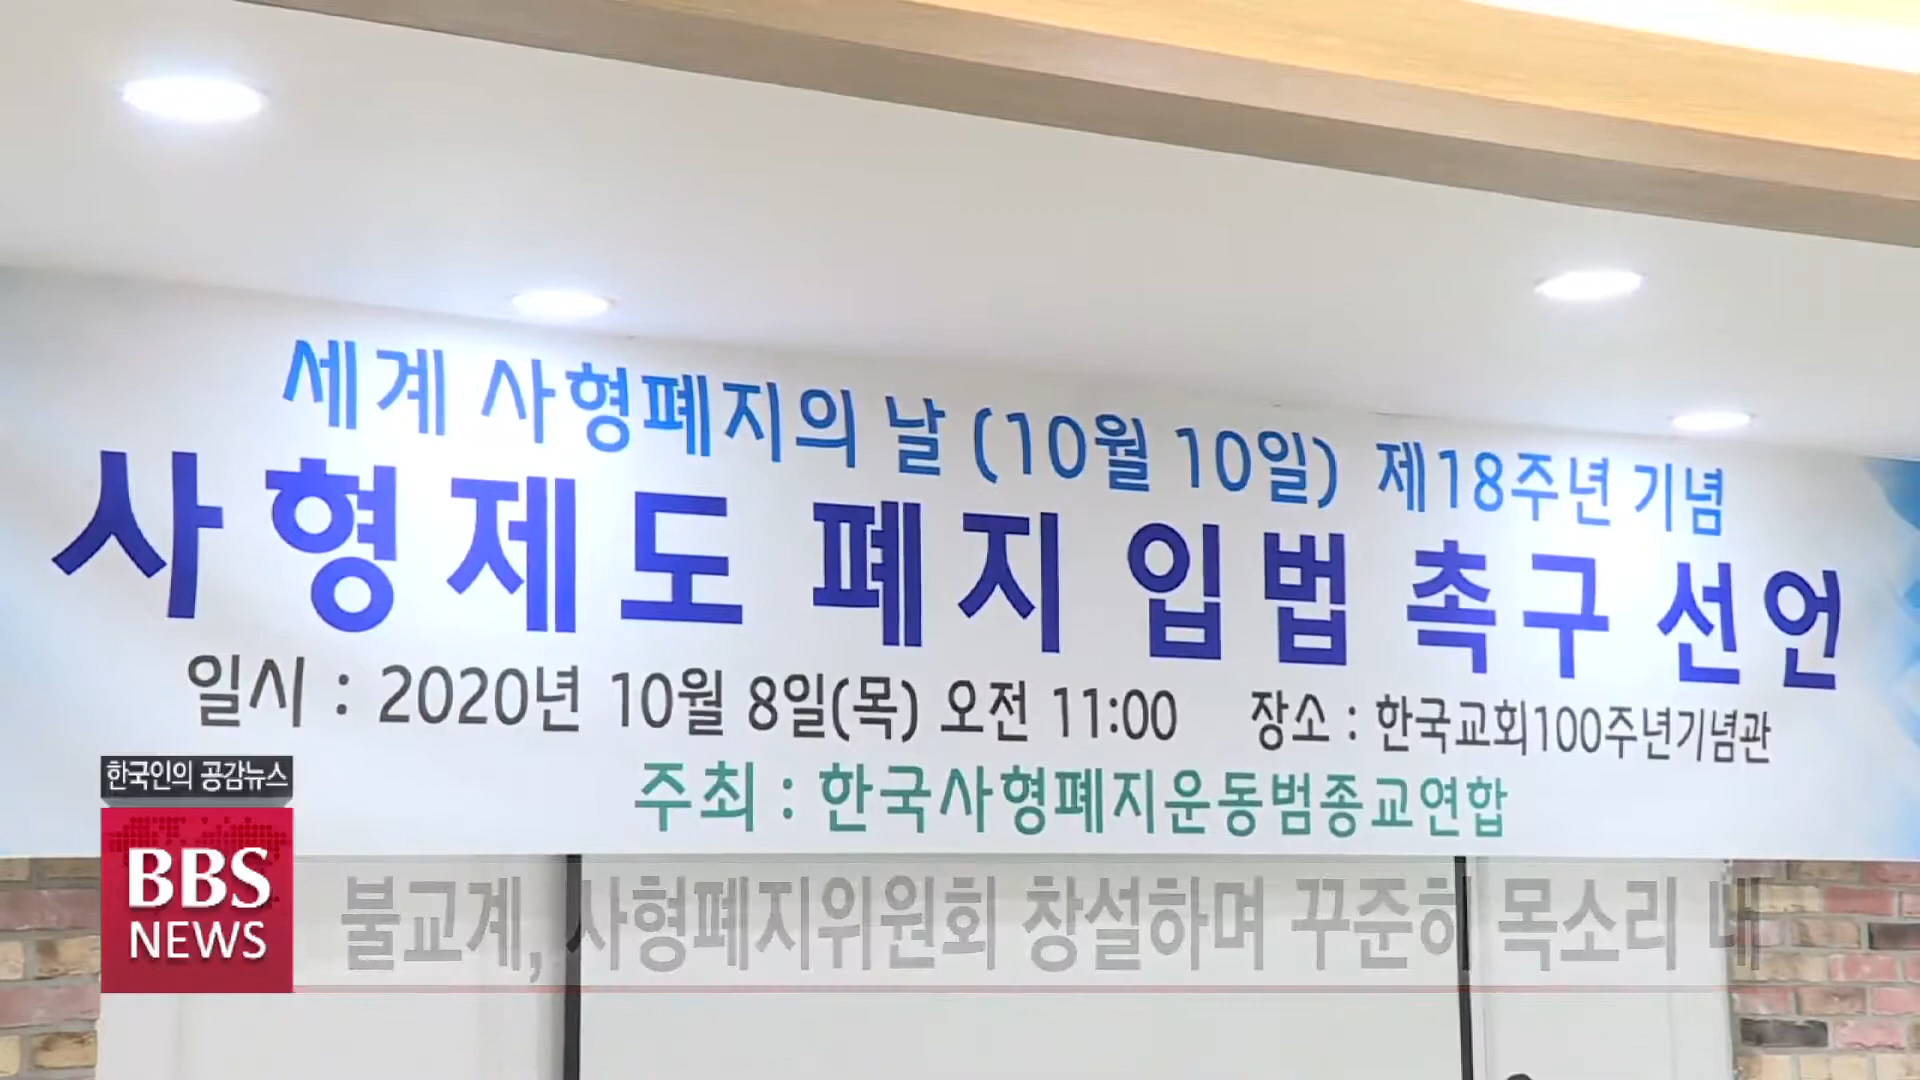 세계 사형폐지의 날 (10월 10일) 제18주년 기념
사형제도 폐지 입법 촉구 선언
일시 : 2020년 10월 8일(목) 오전 11:00 장소 : 한국교회100주년기념관
주최 : 한국사형폐지운동범종교연합
한국인의 공감뉴스
BBS
NEWS
불교계, 사형폐지위원회 창설하며 꾸준히 목소리 내